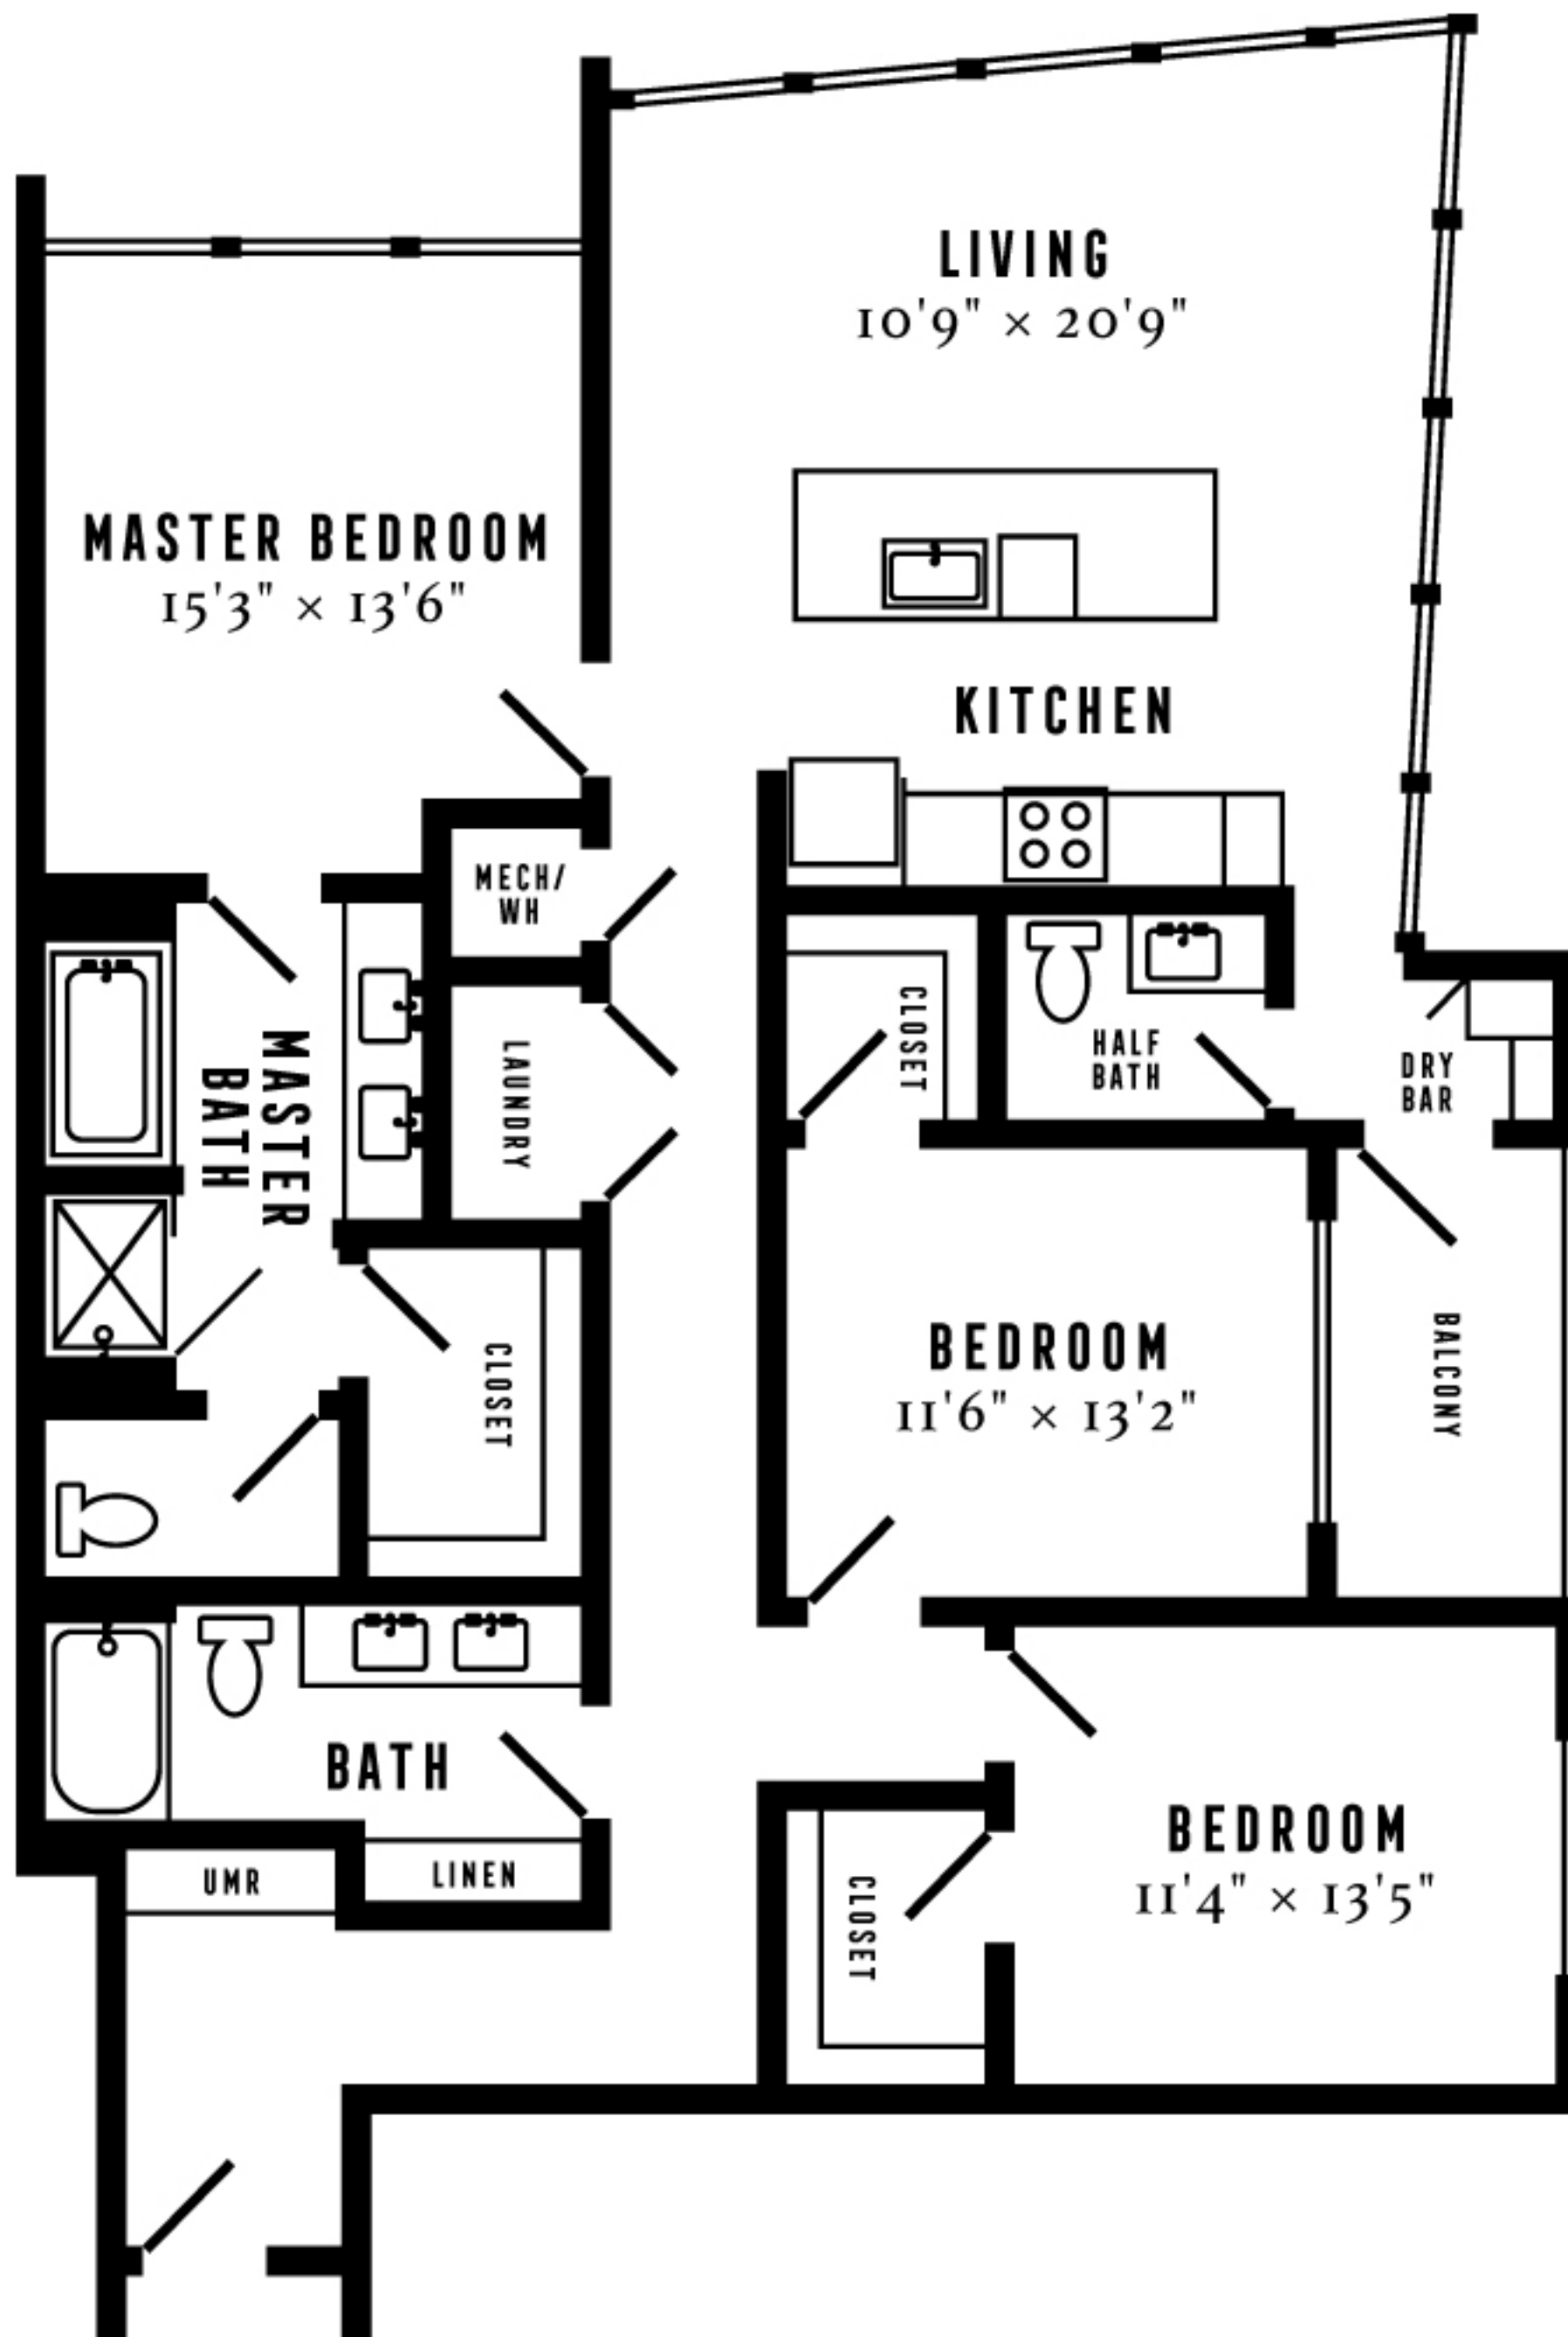 LIVING
10'9" × 20'9"
MASTER BEDROOM
15'3" × 13'6"
KITCHEN
MECH/
WH
MASTER
BATH
LAUNDRY
CLOSET
HALF
BATH
DRY
BAR
CLOSET
BEDROOM
11'6" × 13'2"
BALCONY
BATH
UMR
LINEN
CLOSET
BEDROOM
11'4" × 13'5"